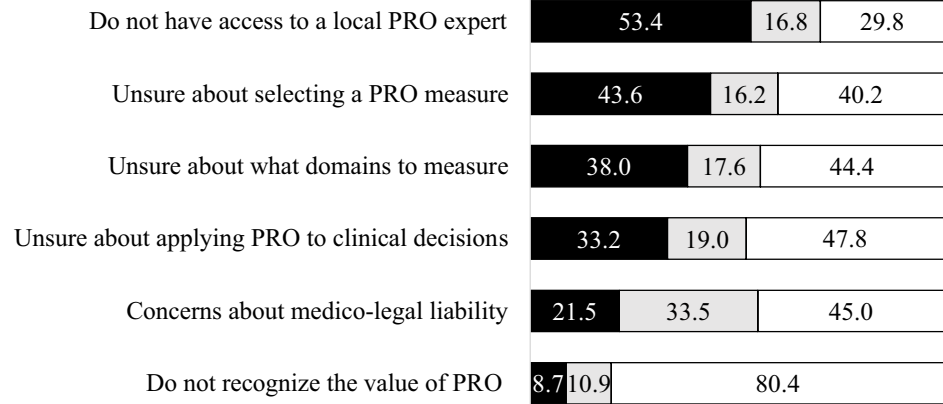 Do not have access to a local PRO expert 53.4 16.8 29.8
Unsure about selecting a PRO measure 43.6 16.2 40.2
Unsure about what domains to measure 38.0 17.6 44.4
Unsure about applying PRO to clinical decisions 33.2 19.0 47.8
Concerns about medico-legal liability 21.5 33.5 45.0
Do not recognize the value of PRO 8.7 10.9 80.4